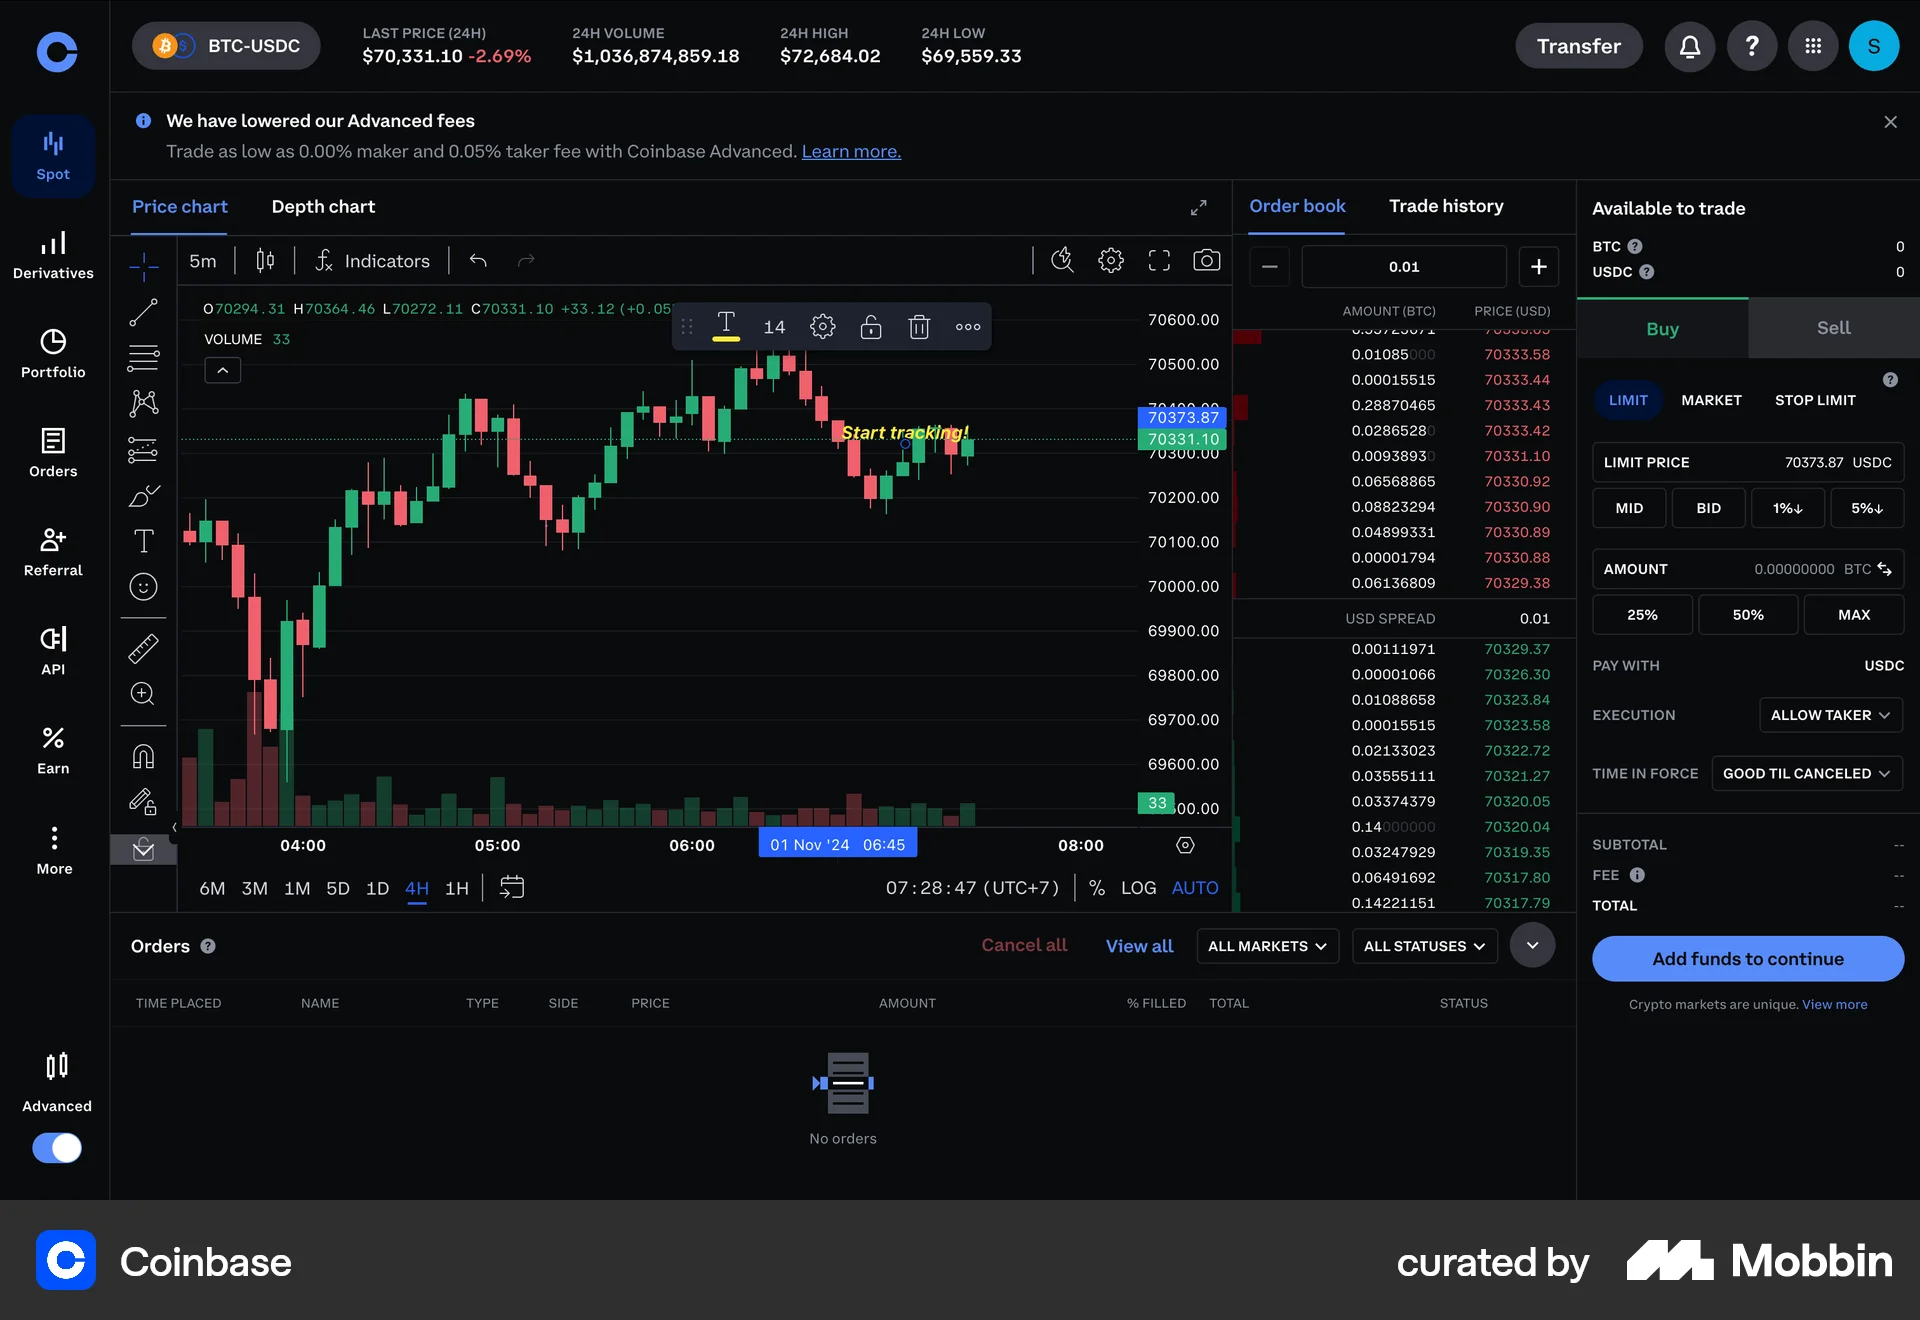 BTC-USDC
LAST PRICE (24H)
$70,331.10 -2.69%
24H VOLUME
$1,036,874,859.18
24H HIGH
$72,684.02
24H LOW
$69,559.33
Transfer
?
S
We have lowered our Advanced fees
Trade as low as 0.00% maker and 0.05% taker fee with Coinbase Advanced. Learn more.
Spot
Derivatives
Portfolio
Orders
Referral
API
Earn
More
Advanced
Price chart
Depth chart
5m
Indicators
O70294.31 H70364.46 L70272.11 C70331.10 +33.12 (+0.05
VOLUME 33
T
14
Start tracking!
70600.00
70500.00
70373.87
70331.10
70300.00
70200.00
70100.00
70000.00
69900.00
69800.00
69700.00
69600.00
33
04:00
05:00
06:00
01 Nov '24 06:45
08:00
6M
3M
1M
5D
1D
4H
1H
07:28:47 (UTC+7)
%
LOG
AUTO
Order book
Trade history
0.01
AMOUNT (BTC)
PRICE (USD)
0.01085000 70333.58
0.00015515 70333.44
0.28870465 70333.43
0.02865280 70333.42
0.00938930 70331.10
0.06568865 70330.92
0.08823294 70330.90
0.04899331 70330.89
0.00001794 70330.88
0.06136809 70329.38
USD SPREAD 0.01
0.00111971 70329.37
0.00001066 70326.30
0.01088658 70323.84
0.00015515 70323.58
0.02133023 70322.72
0.03555111 70321.27
0.03374379 70320.05
0.14000000 70320.04
0.03247929 70319.35
0.06491692 70317.80
0.14221151 70317.79
Available to trade
BTC ? 0
USDC ? 0
Buy
Sell
?
LIMIT
MARKET
STOP LIMIT
LIMIT PRICE 70373.87 USDC
MID
BID
1%↓
5%↓
AMOUNT 0.00000000 BTC
25%
50%
MAX
PAY WITH USDC
EXECUTION ALLOW TAKER
TIME IN FORCE GOOD TIL CANCELED
SUBTOTAL --
FEE --
TOTAL --
Add funds to continue
Crypto markets are unique. View more
Orders ?
Cancel all
View all
ALL MARKETS
ALL STATUSES
TIME PLACED
NAME
TYPE
SIDE
PRICE
AMOUNT
% FILLED
TOTAL
STATUS
No orders
Coinbase
curated by
Mobbin